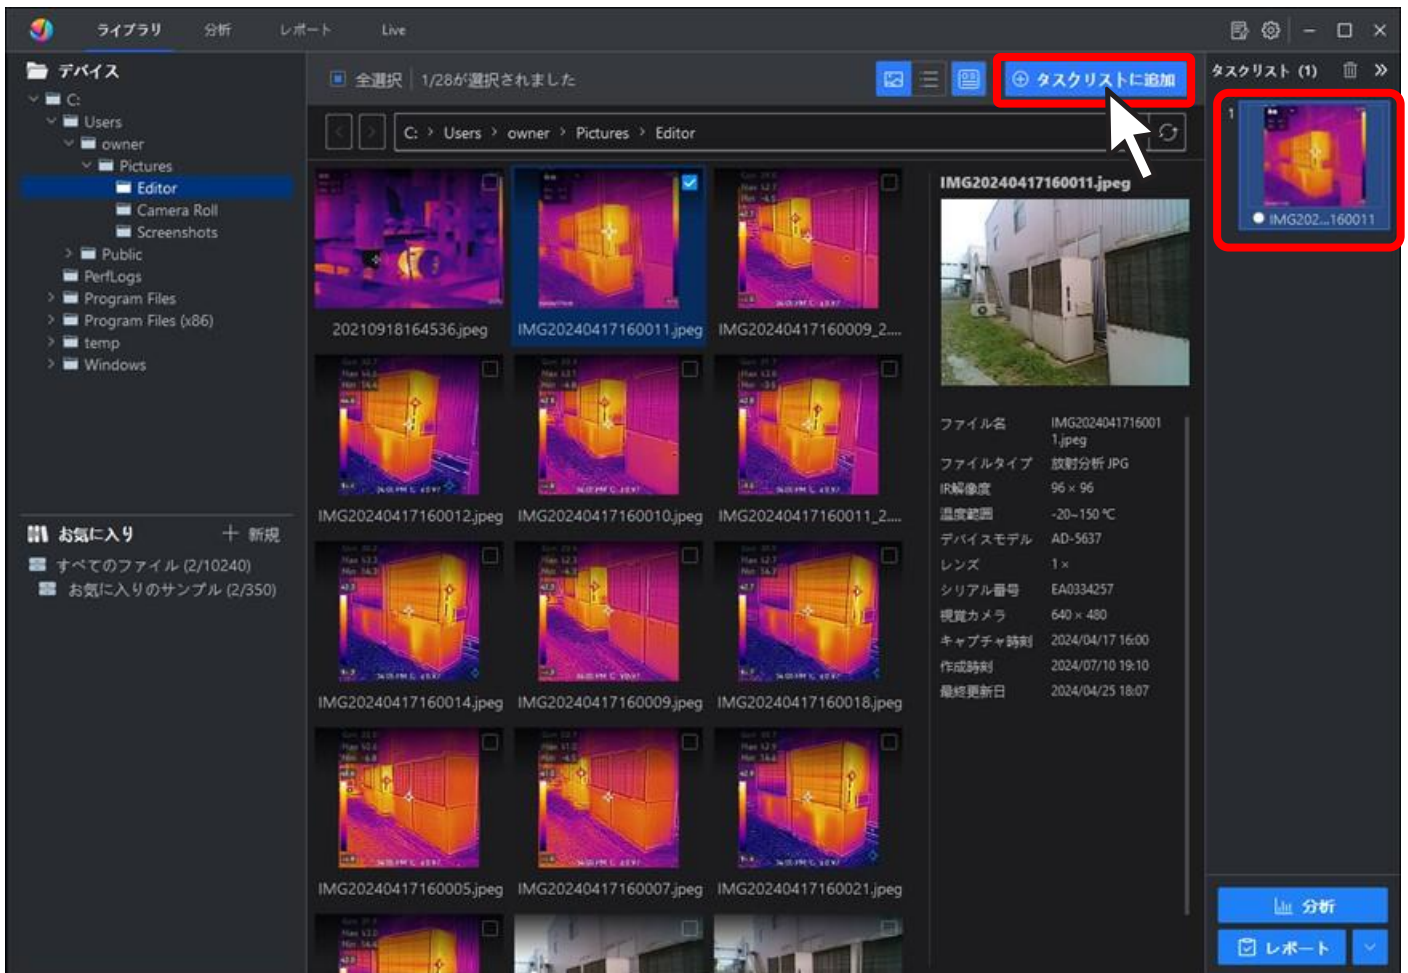 ライブラリ 分析 レポート Live
デバイス
C:
Users
owner
Pictures
Editor
Camera Roll
Screenshots
Public
PerfLogs
Program Files
Program Files (x86)
temp
Windows
お気に入り 新規
すべてのファイル (2/10240)
お気に入りのサンプル (2/350)
全選択 1/28が選択されました
タスクリストに追加
C: > Users > owner > Pictures > Editor
20210918164536.jpeg IMG20240417160011.jpeg IMG20240417160009_2....
IMG20240417160012.jpeg IMG20240417160010.jpeg IMG20240417160011_2....
IMG20240417160014.jpeg IMG20240417160009.jpeg IMG20240417160018.jpeg
IMG20240417160005.jpeg IMG20240417160007.jpeg IMG20240417160021.jpeg
IMG20240417160011.jpeg
ファイル名 IMG2024041716001
1.jpeg
ファイルタイプ 放射分析 JPG
IR解像度 96 × 96
温度範囲 -20~150 ℃
デバイスモデル AD-5637
レンズ 1×
シリアル番号 EA0334257
視覚カメラ 640 × 480
キャプチャ時刻 2024/04/17 16:00
作成時刻 2024/07/10 19:10
最終更新日 2024/04/25 18:07
タスクリスト (1)
1
IMG202...160011
分析
レポート